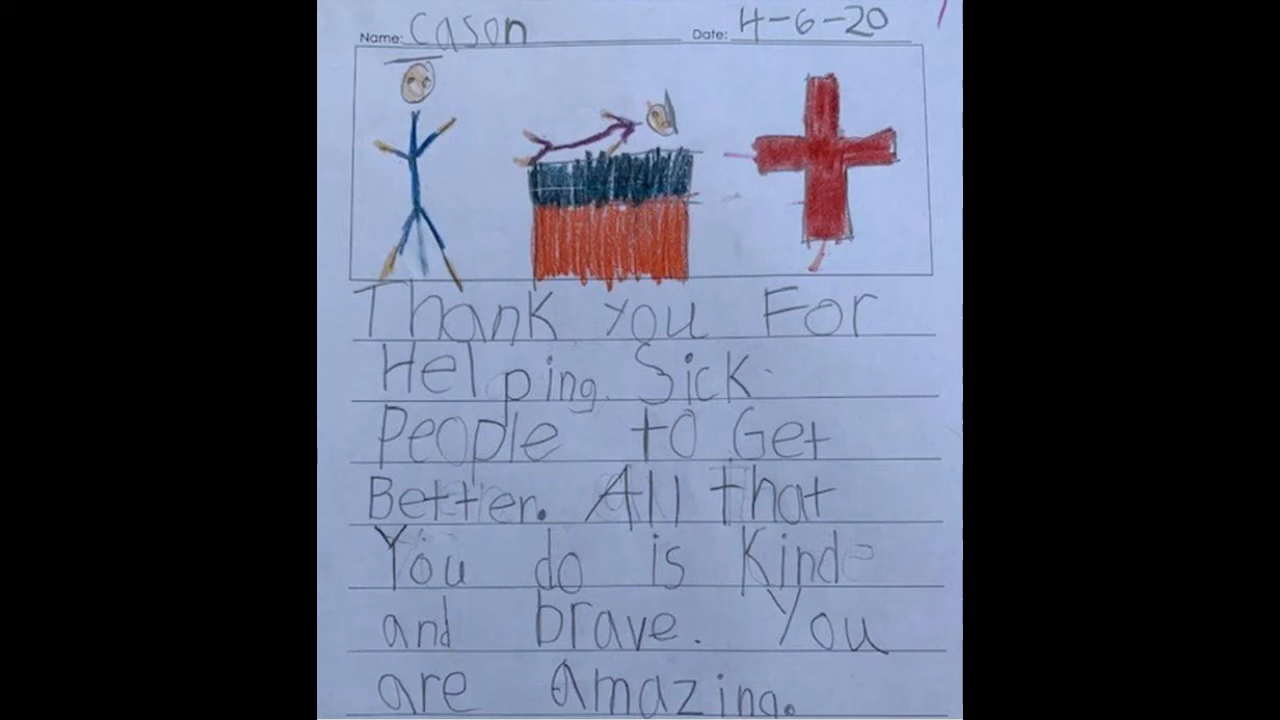 Name: Cason Date: 4-6-20
Thank you For
Helping Sick
People to Get
Better. All that
You do is Kind
and brave. You
are amazing.